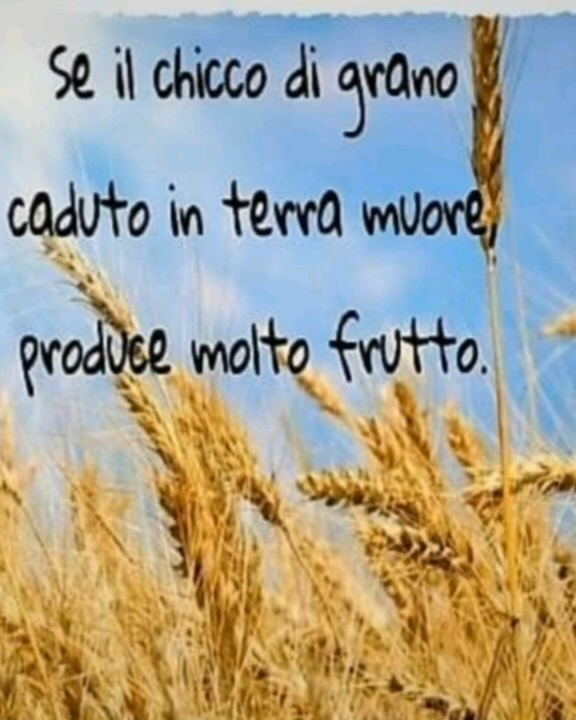 Se il chicco di grano
caduto in terra muore,
produce molto frutto.